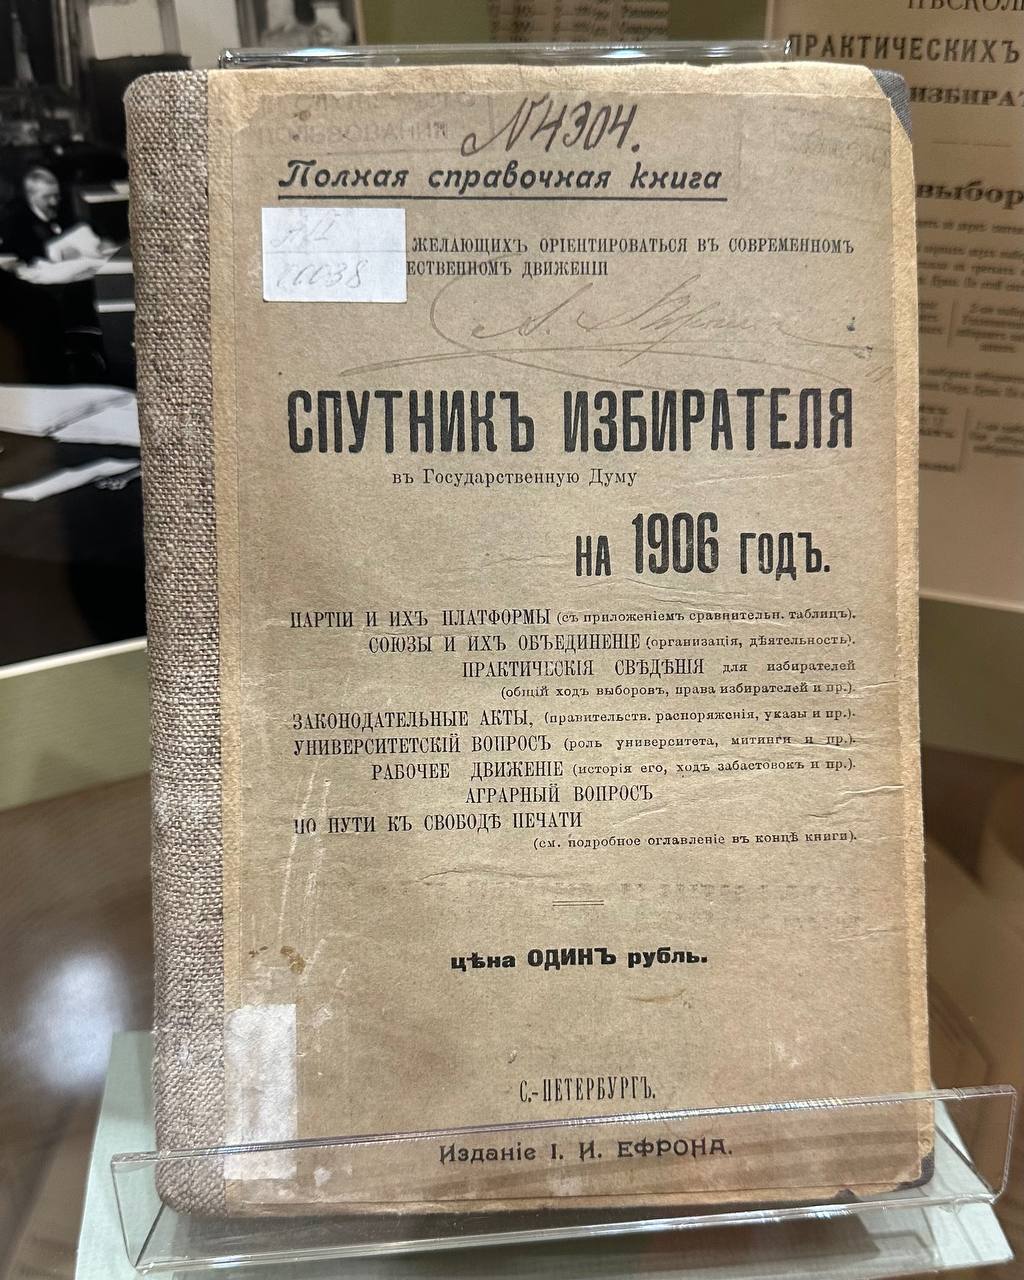 №4304.
Полная справочная книга
ЖЕЛАЮЩИХЪ ОРІЕНТИРОВАТЬСЯ ВЪ СОВРЕМЕННОМЪ
ЕСТВЕННОМЪ ДВИЖЕНІИ
СПУТНИКЪ ИЗБИРАТЕЛЯ
въ Государственную Думу
НА 1906 ГОДЪ.
ПАРТІИ И ИХЪ ПЛАТФОРМЫ (съ приложеніемъ сравнительн. таблицъ).
СОЮЗЫ И ИХЪ ОБЪЕДИНЕНІЕ (организація, дѣятельность).
ПРАКТИЧЕСКІЯ СВѢДѢНІЯ для избирателей
(общій ходъ выборовъ, права избирателей и пр.).
ЗАКОНОДАТЕЛЬНЫЕ АКТЫ, (правительств. распоряженія, указы и пр.).
УНИВЕРСИТЕТСКІЙ ВОПРОСЪ (роль университета, митинги и пр.).
РАБОЧЕЕ ДВИЖЕНІЕ (исторія его, ходъ забастовокъ и пр.).
АГРАРНЫЙ ВОПРОСЪ
ПО ПУТИ КЪ СВОБОДѢ ПЕЧАТИ
(см. подробное оглавленіе въ концѣ книги).
цѣна ОДИНЪ рубль.
С.-ПЕТЕРБУРГЪ.
Изданіе І. И. ЕФРОНА.
ПРАКТИЧЕСКИХЪ
ИЗБИРАТ
выбор